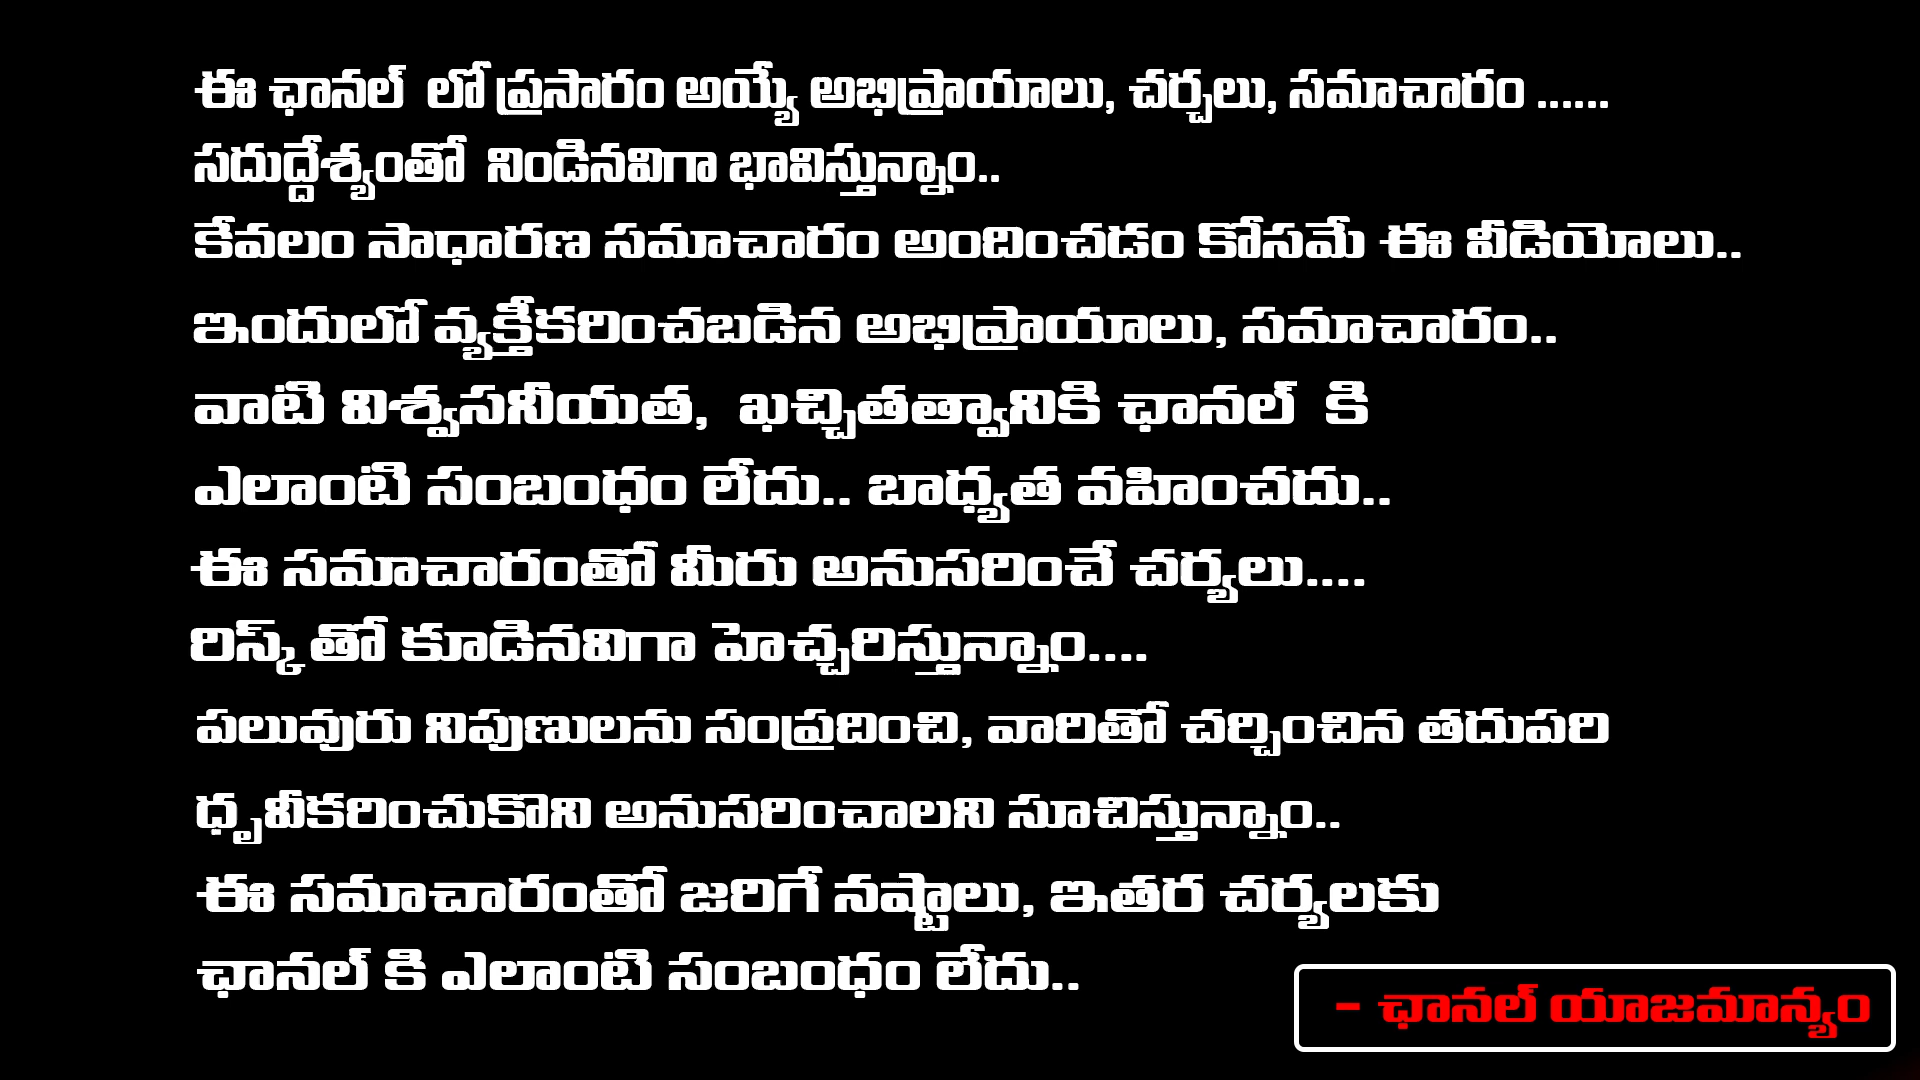 ఈ ఛానల్ లో ప్రసారం అయ్యే అభిప్రాయాలు, చర్చలు, సమాచారం ......
సదుద్దేశ్యంతో నిండినవిగా భావిస్తున్నాం..
కేవలం సాధారణ సమాచారం అందించడం కోసమే ఈ వీడియోలు..
ఇందులో వ్యక్తీకరించబడిన అభిప్రాయాలు, సమాచారం..
వాటి విశ్వసనీయత, ఖచ్చితత్వానికి ఛానల్ కి
ఎలాంటి సంబంధం లేదు.. బాధ్యత వహించదు..
ఈ సమాచారంతో మీరు అనుసరించే చర్యలు....
రిస్క్ తో కూడినవిగా హెచ్చరిస్తున్నాం....
పలువురు నిపుణులను సంప్రదించి, వారితో చర్చించిన తదుపరి
ధృవీకరించుకొని అనుసరించాలని సూచిస్తున్నాం..
ఈ సమాచారంతో జరిగే నష్టాలు, ఇతర చర్యలకు
ఛానల్ కి ఎలాంటి సంబంధం లేదు..
- ఛానల్ యాజమాన్యం